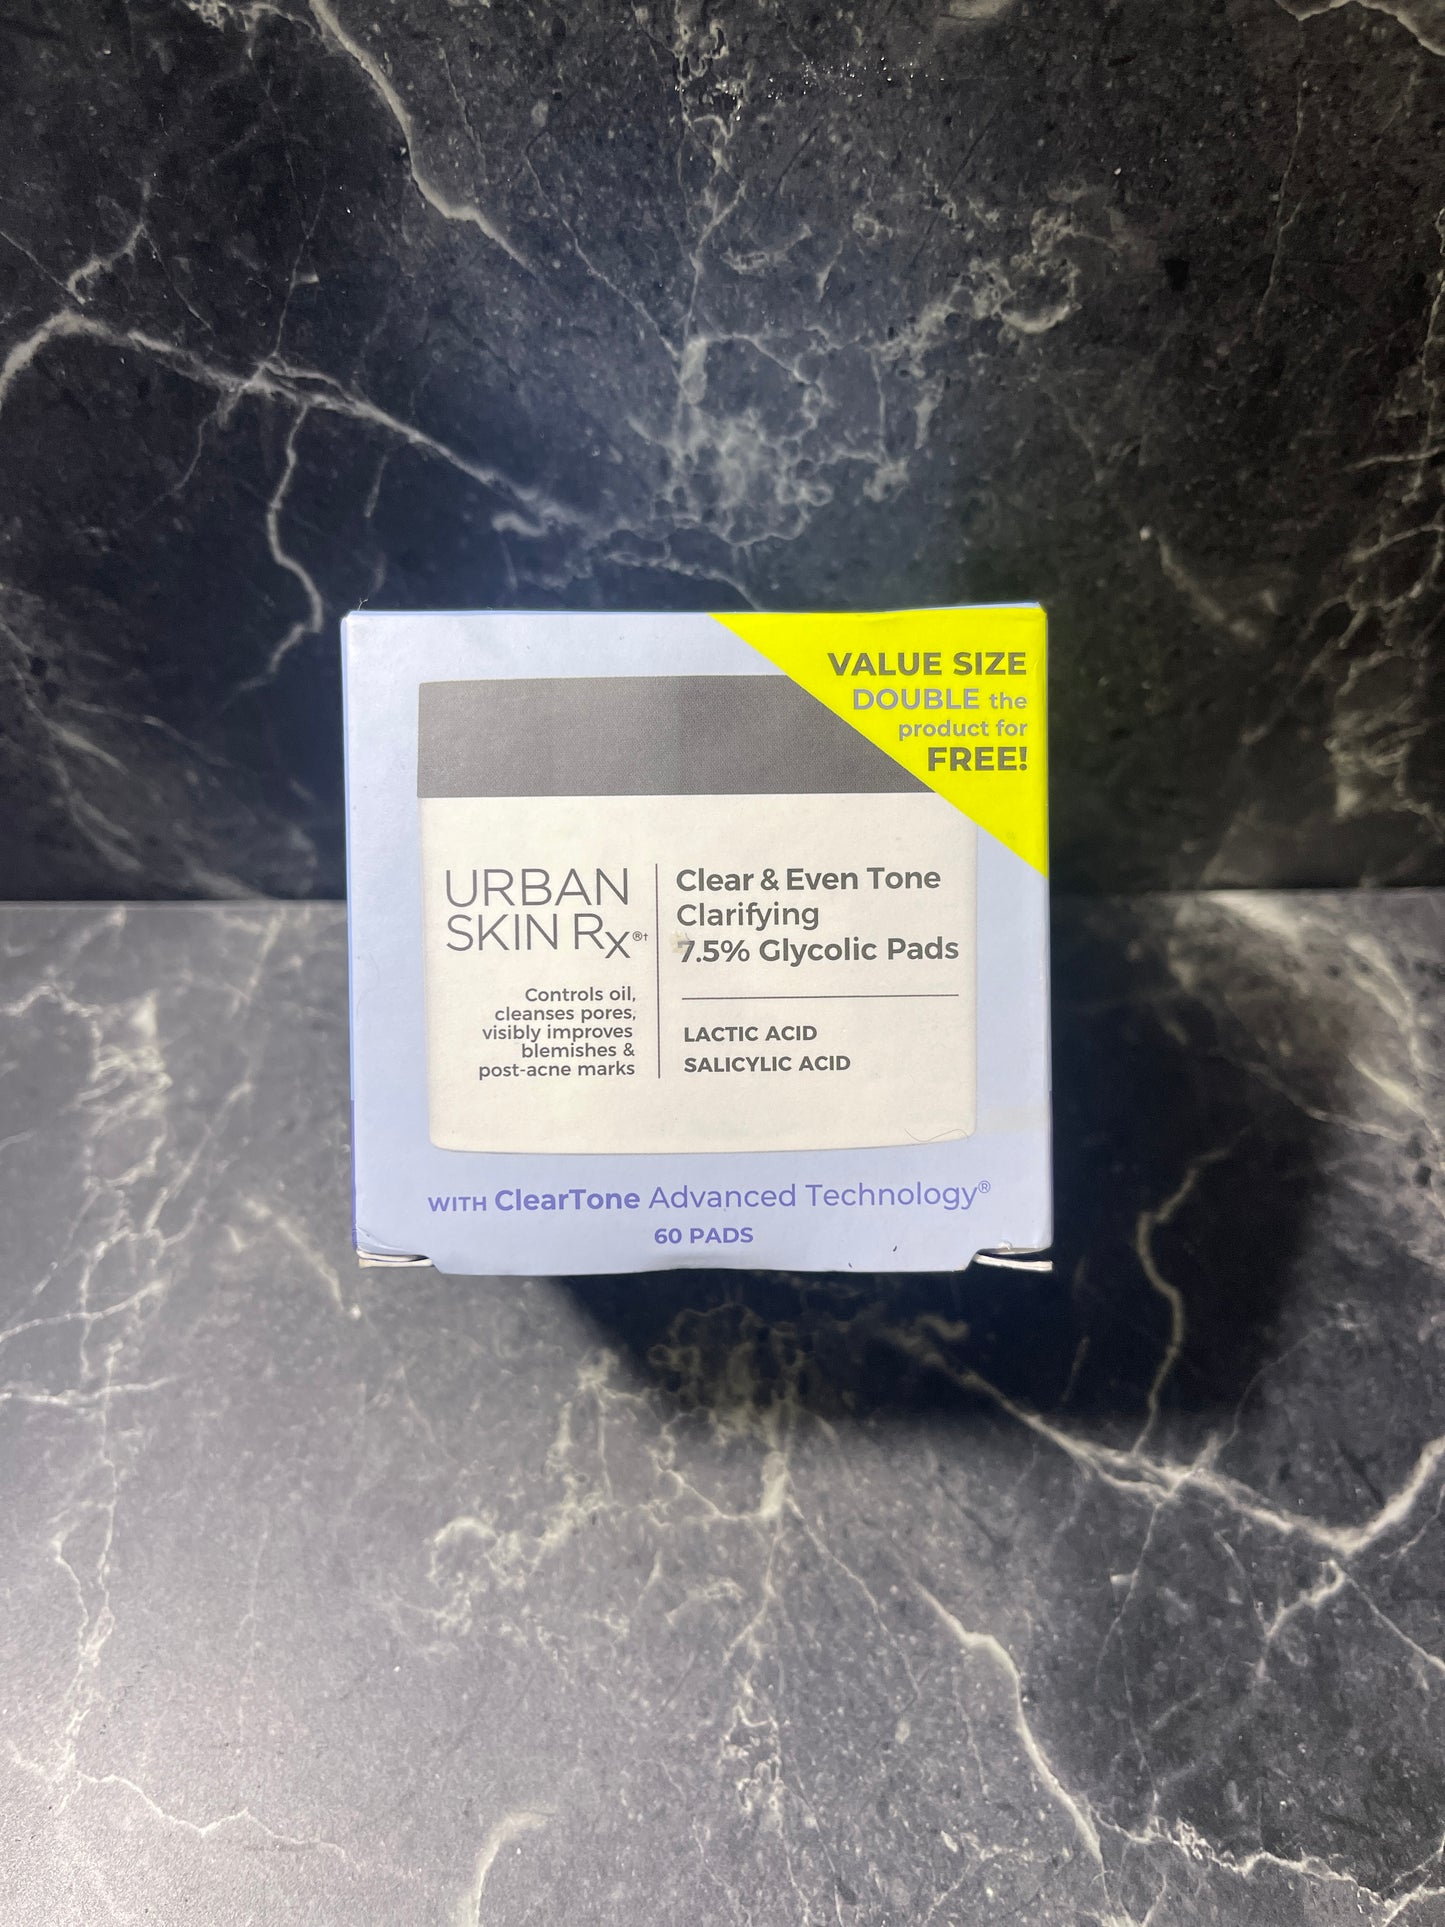 VALUE SIZE
DOUBLE the
product for
FREE!
URBAN
SKIN Rx®†
Controls oil,
cleanses pores,
visibly improves
blemishes &
post-acne marks
Clear & Even Tone
Clarifying
7.5% Glycolic Pads
LACTIC ACID
SALICYLIC ACID
WITH ClearTone Advanced Technology®
60 PADS